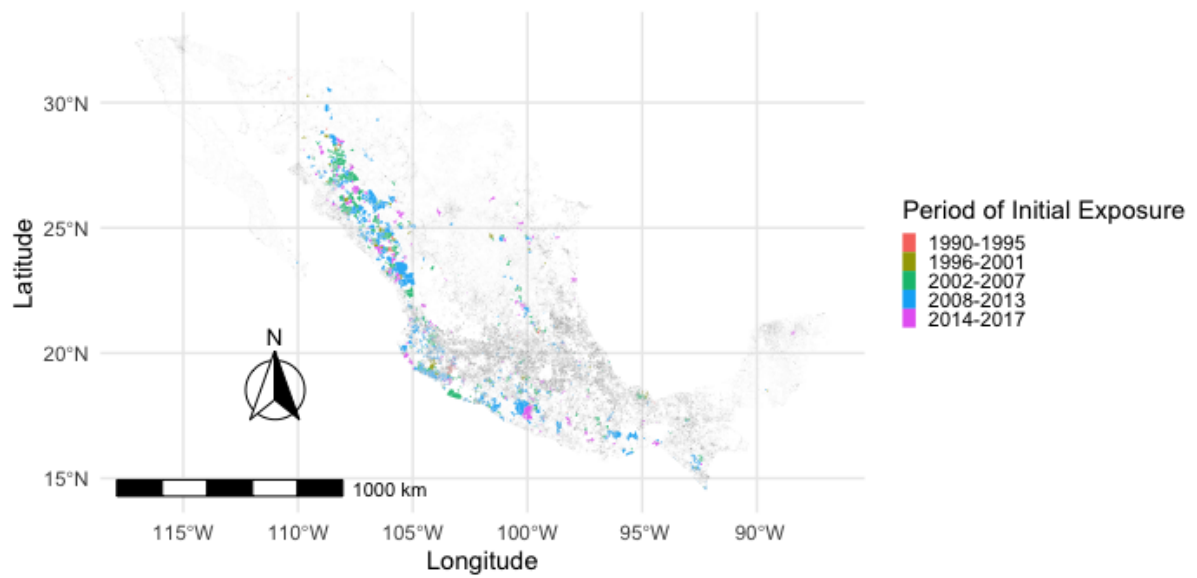 30°N
25°N
20°N
15°N
Latitude
N
1000 km
115°W 110°W 105°W 100°W 95°W 90°W
Longitude
Period of Initial Exposure
1990-1995
1996-2001
2002-2007
2008-2013
2014-2017